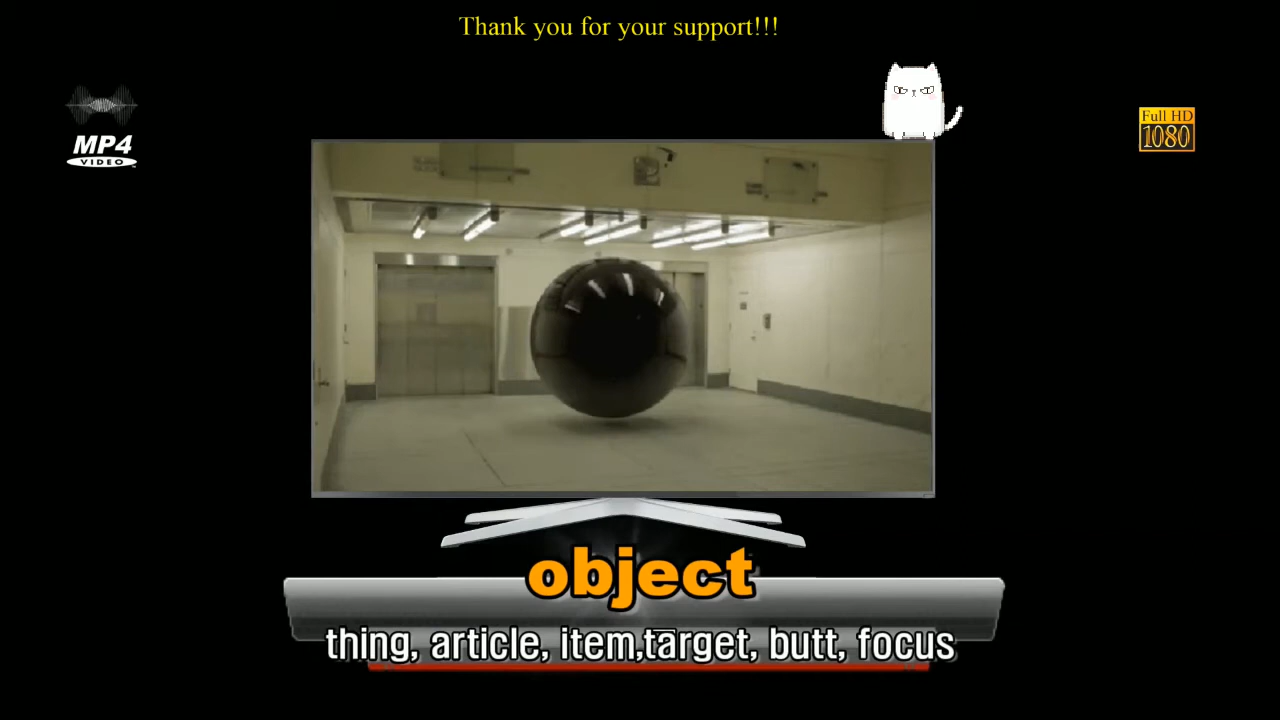 Thank you for your support!!!
MP4
VIDEO
Full HD
1080
object
thing, article, item,target, butt, focus